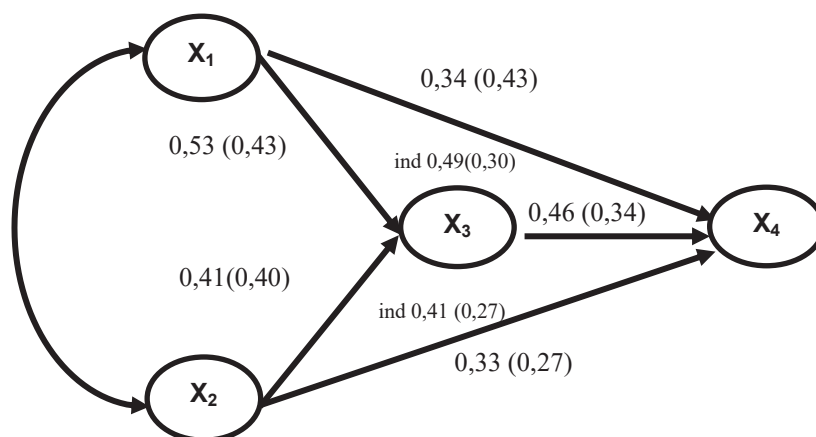 X₁
0,34 (0,43)
0,53 (0,43)
ind 0,49(0,30)
0,46 (0,34)
X₃
X₄
0,41(0,40)
ind 0,41 (0,27)
0,33 (0,27)
X₂